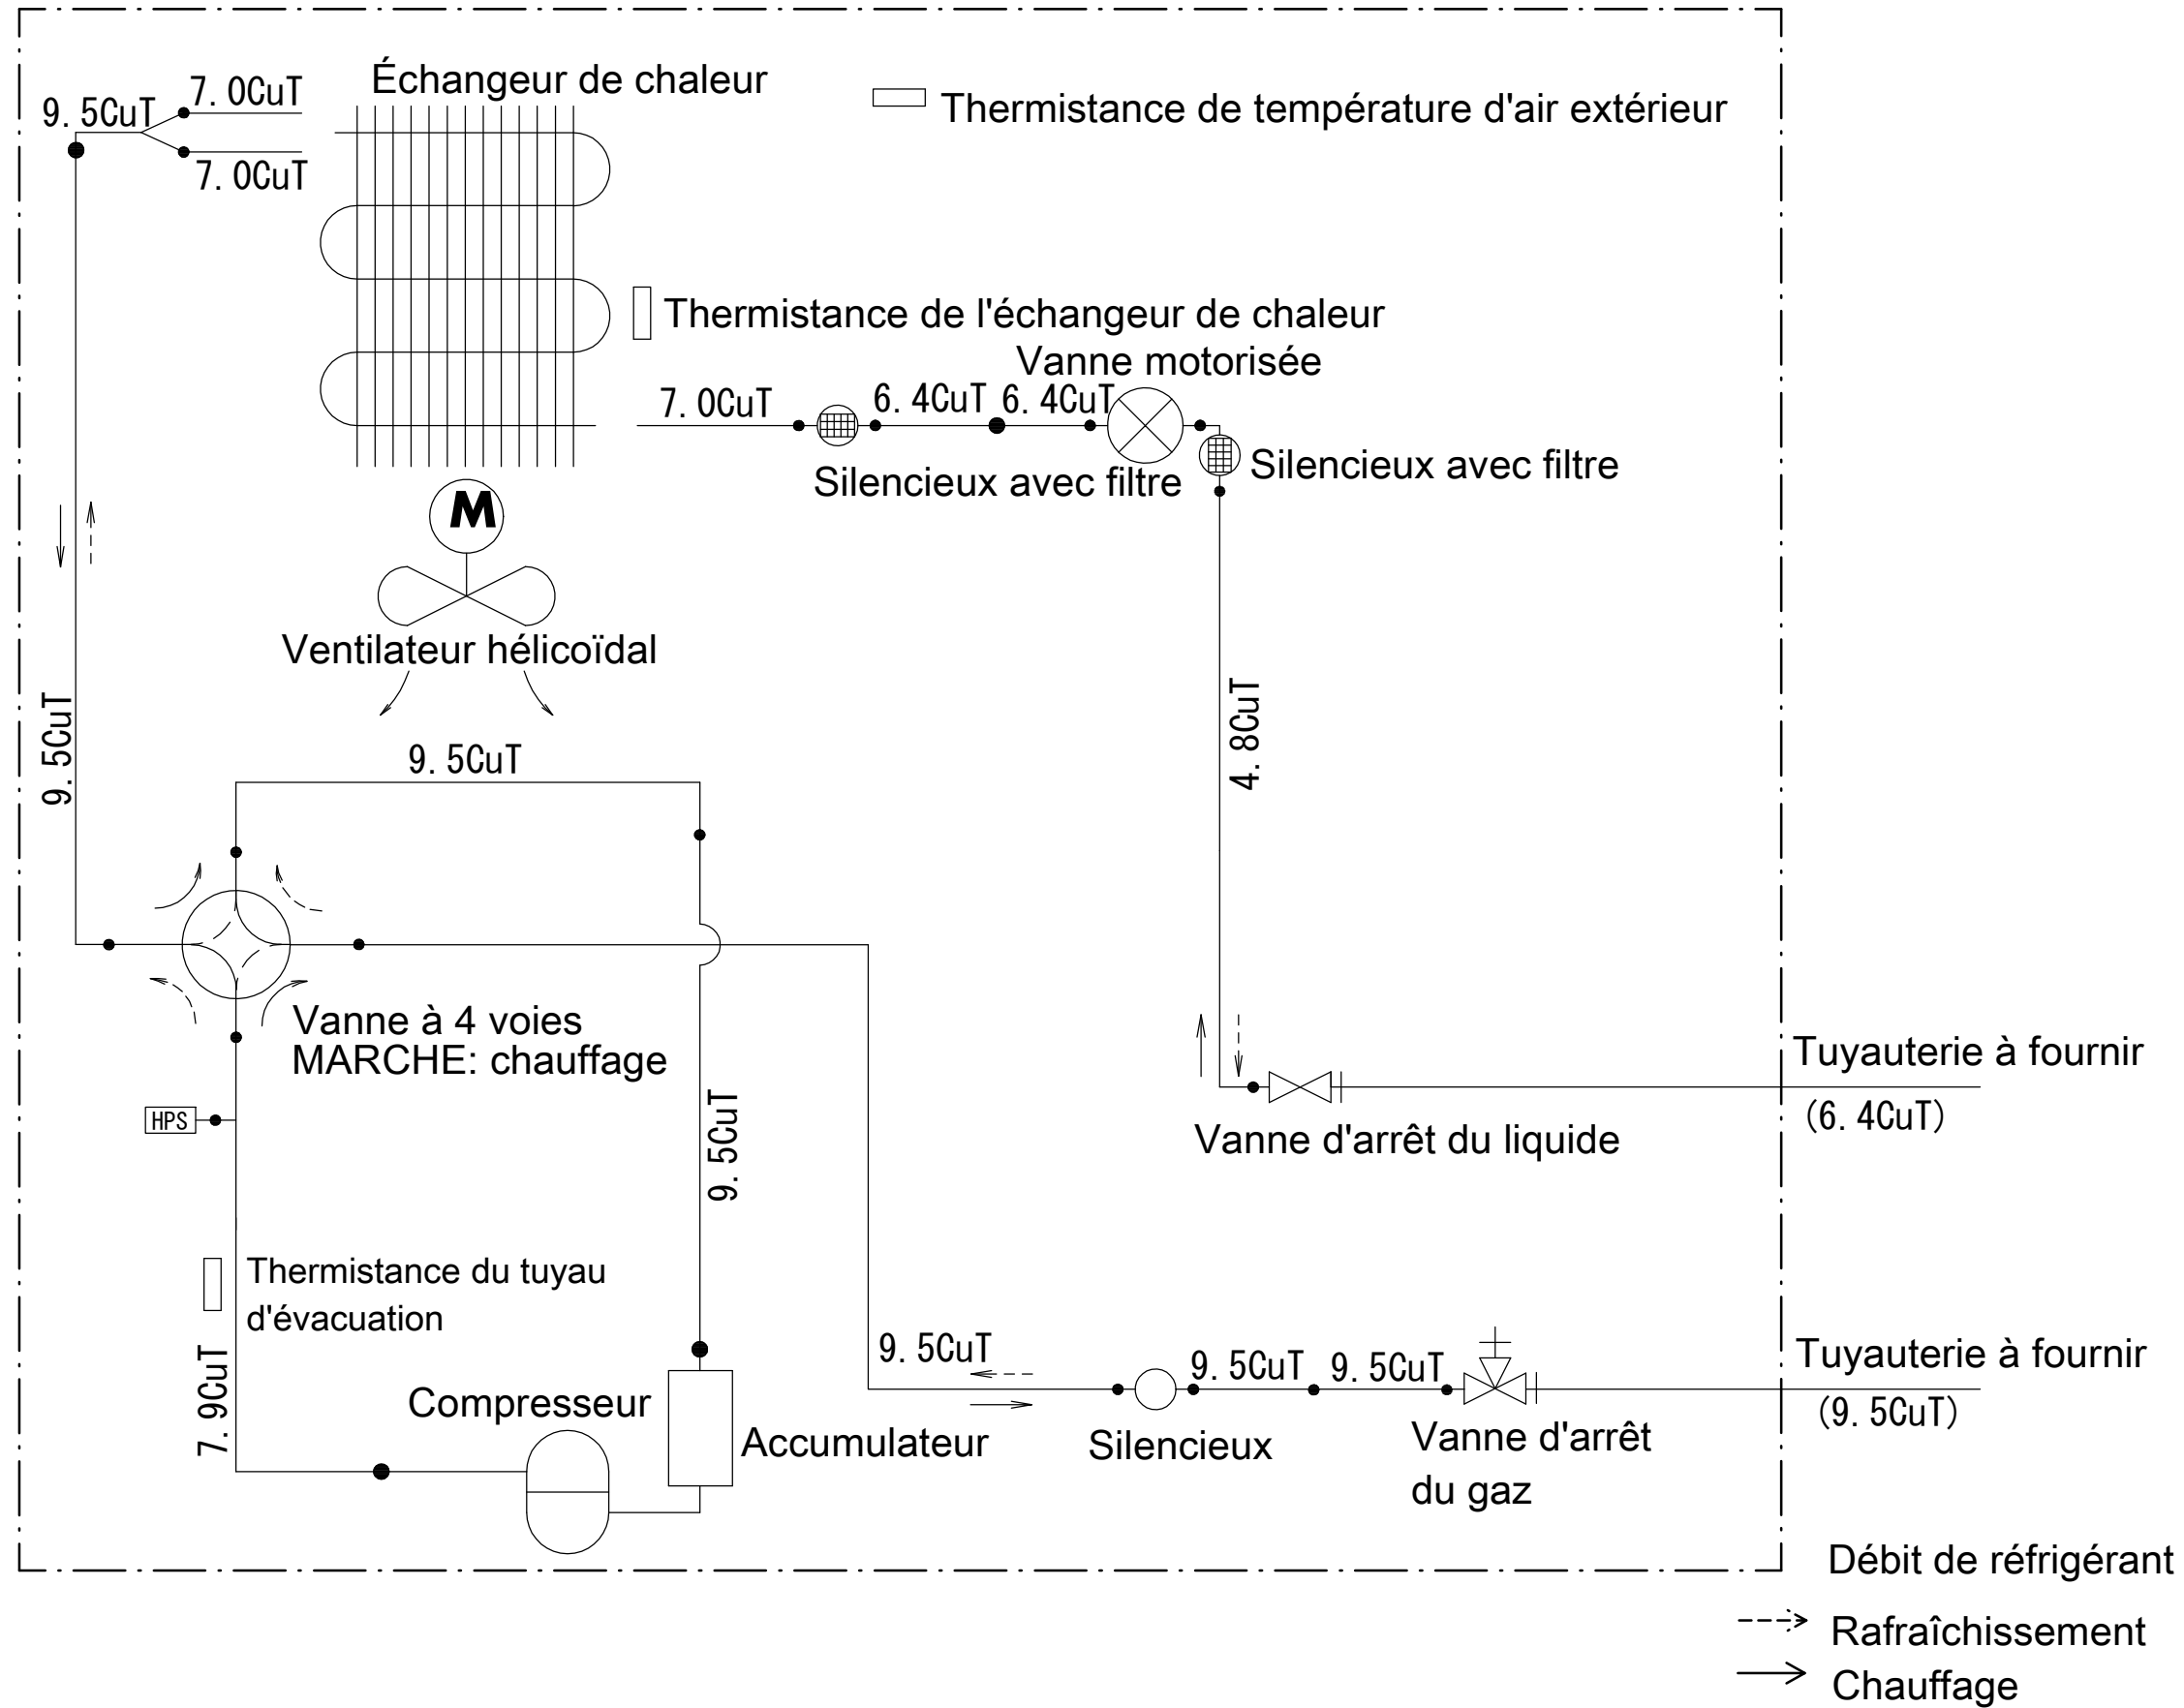 Échangeur de chaleur
7. 0CuT
9. 5CuT
7. 0CuT
Thermistance de température d'air extérieur
Thermistance de l'échangeur de chaleur
Vanne motorisée
7. 0CuT
6. 4CuT
6. 4CuT
Silencieux avec filtre
Silencieux avec filtre
M
Ventilateur hélicoïdal
9. 5CuT
9. 5CuT
4. 8CuT
Vanne à 4 voies
MARCHE: chauffage
HPS
9. 5CuT
Tuyauterie à fournir
(6. 4CuT)
Vanne d'arrêt du liquide
Thermistance du tuyau
d'évacuation
7. 9CuT
Compresseur
Accumulateur
9. 5CuT
9. 5CuT
9. 5CuT
Silencieux
Vanne d'arrêt
du gaz
Tuyauterie à fournir
(9. 5CuT)
Débit de réfrigérant
Rafraîchissement
Chauffage